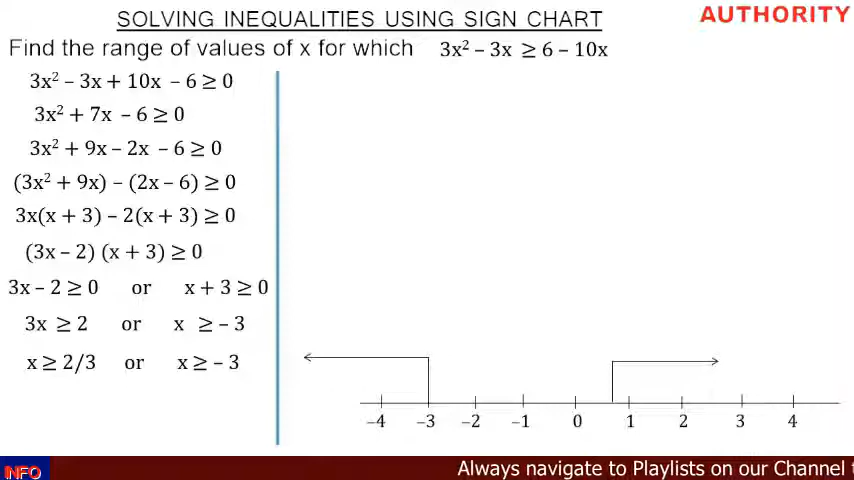 SOLVING INEQUALITIES USING SIGN CHART
AUTHORITY
Find the range of values of x for which 3x² – 3x ≥ 6 – 10x
3x² – 3x + 10x – 6 ≥ 0
3x² + 7x – 6 ≥ 0
3x² + 9x – 2x – 6 ≥ 0
(3x² + 9x) – (2x – 6) ≥ 0
3x(x + 3) – 2(x + 3) ≥ 0
(3x – 2) (x + 3) ≥ 0
3x – 2 ≥ 0 or x + 3 ≥ 0
3x ≥ 2 or x ≥ – 3
x ≥ 2/3 or x ≥ – 3
–4 –3 –2 –1 0 1 2 3 4
INFO Always navigate to Playlists on our Channel